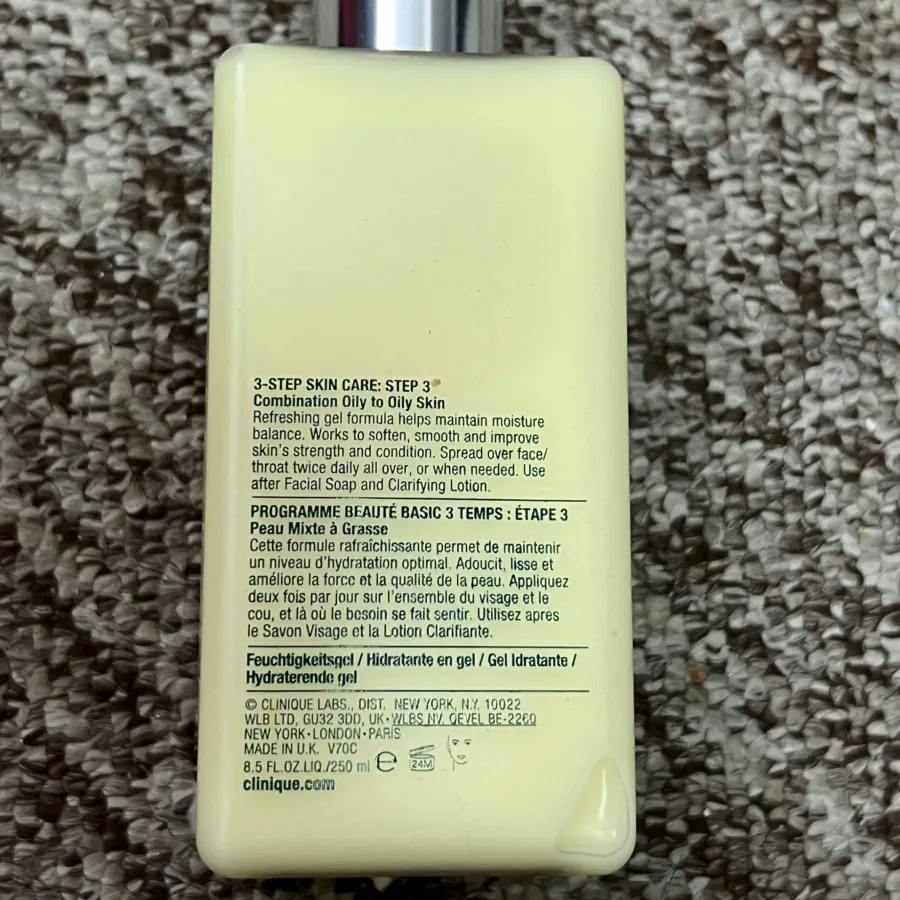 3-STEP SKIN CARE: STEP 3
Combination Oily to Oily Skin
Refreshing gel formula helps maintain moisture
balance. Works to soften, smooth and improve
skin's strength and condition. Spread over face/
throat twice daily all over, or when needed. Use
after Facial Soap and Clarifying Lotion.
PROGRAMME BEAUTÉ BASIC 3 TEMPS : ÉTAPE 3
Peau Mixte à Grasse
Cette formule rafraîchissante permet de maintenir
un niveau d'hydratation optimal. Adoucit, lisse et
améliore la force et la qualité de la peau. Appliquez
deux fois par jour sur l'ensemble du visage et le
cou, et là où le besoin se fait sentir. Utilisez après
le Savon Visage et la Lotion Clarifiante.
Feuchtigkeitsgel / Hidratante en gel / Gel Idratante /
Hydraterende gel
© CLINIQUE LABS., DIST. NEW YORK, N.Y. 10022
WLB LTD, GU32 3DD, UK • WLBS NV. OEVEL BE-2260
NEW YORK • LONDON • PARIS
MADE IN U.K. V70C
8.5 FL.OZ.LIQ./250 ml ℮ 24M
clinique.com